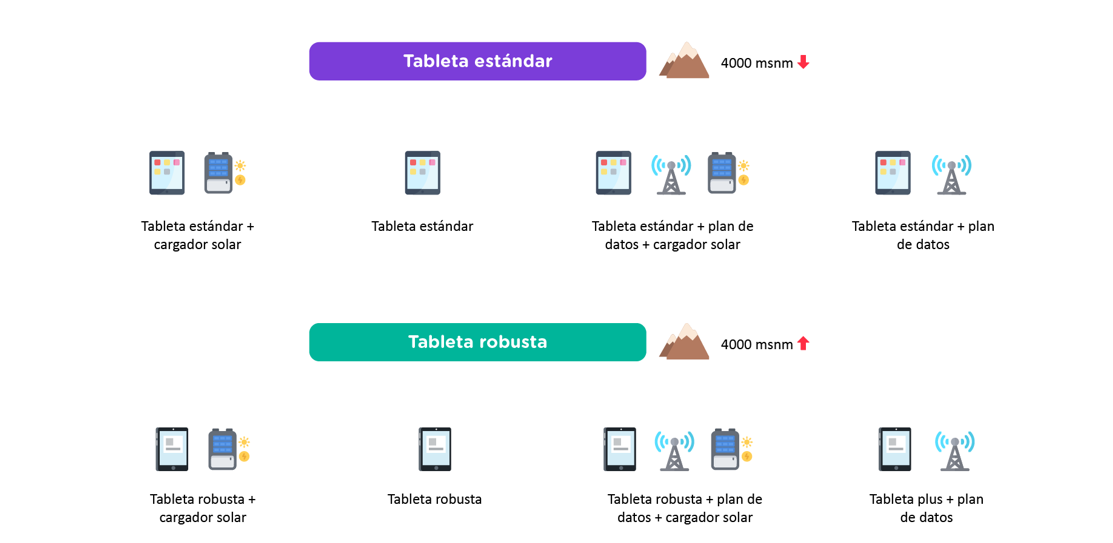 Tableta estándar
4000 msnm
Tableta estándar +
cargador solar
Tableta estándar
Tableta estándar + plan de
datos + cargador solar
Tableta estándar + plan
de datos
Tableta robusta
4000 msnm
Tableta robusta +
cargador solar
Tableta robusta
Tableta robusta + plan de
datos + cargador solar
Tableta plus + plan
de datos